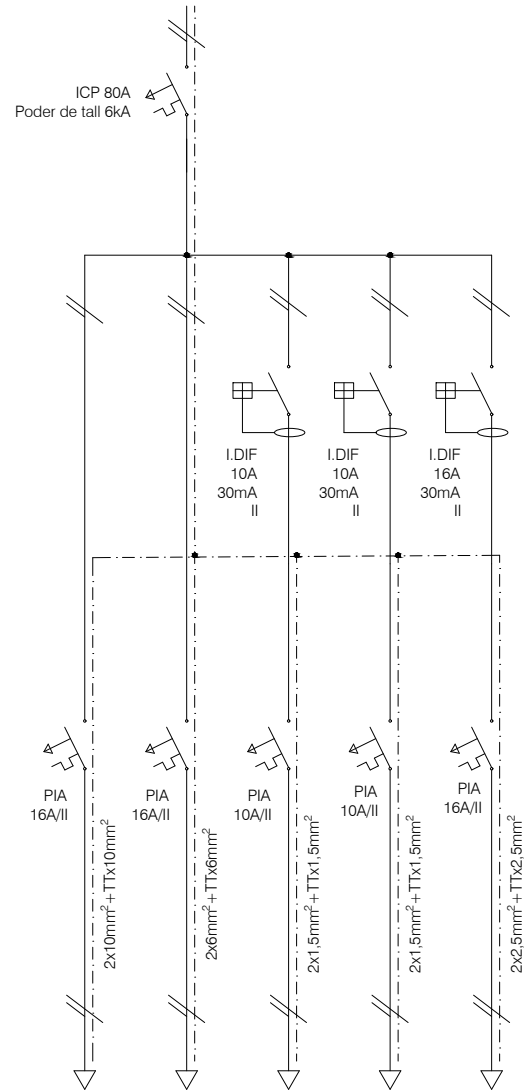 ICP 80A
Poder de tall 6kA
I.DIF
10A
30mA
II
I.DIF
10A
30mA
II
I.DIF
16A
30mA
II
PIA
16A/II
PIA
16A/II
PIA
10A/II
PIA
10A/II
PIA
16A/II
2x10mm²+TTx10mm²
2x6mm²+TTx6mm²
2x1,5mm²+TTx1,5mm²
2x1,5mm²+TTx1,5mm²
2x2,5mm²+TTx2,5mm²